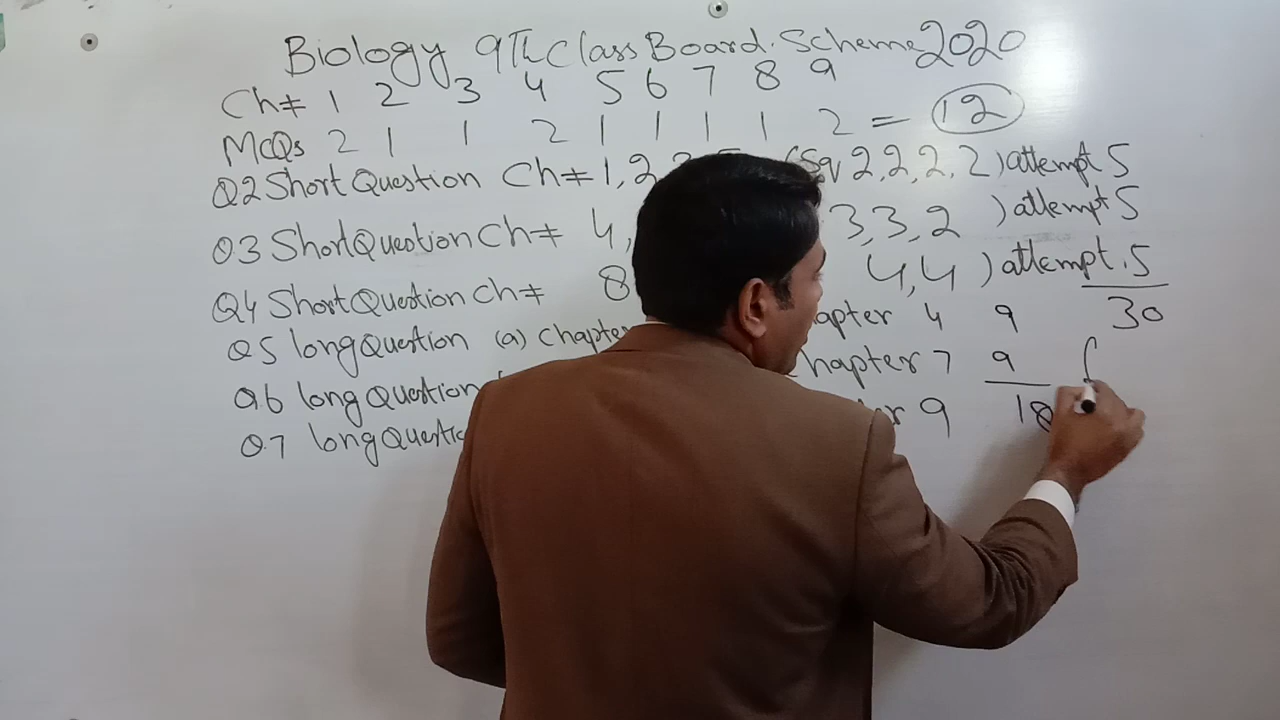 Biology 9Th Class Board. Scheme 2020
Ch# 1 2 3 4 5 6 7 8 9
MCQs 2 1 1 2 1 1 1 1 2 = 12
Q2 Short Question Ch# 1, 2 2, 2, 2, 2) attempt 5
Q3 Short Question Ch# 4, 3, 3, 2 ) attempt 5
Q4 Short Question Ch# 8 4, 4 ) attempt. 5
30
Q5 long Question (a) Chapter 4 9
Q6 long Question Chapter 7 9
Q.7 long 9 18